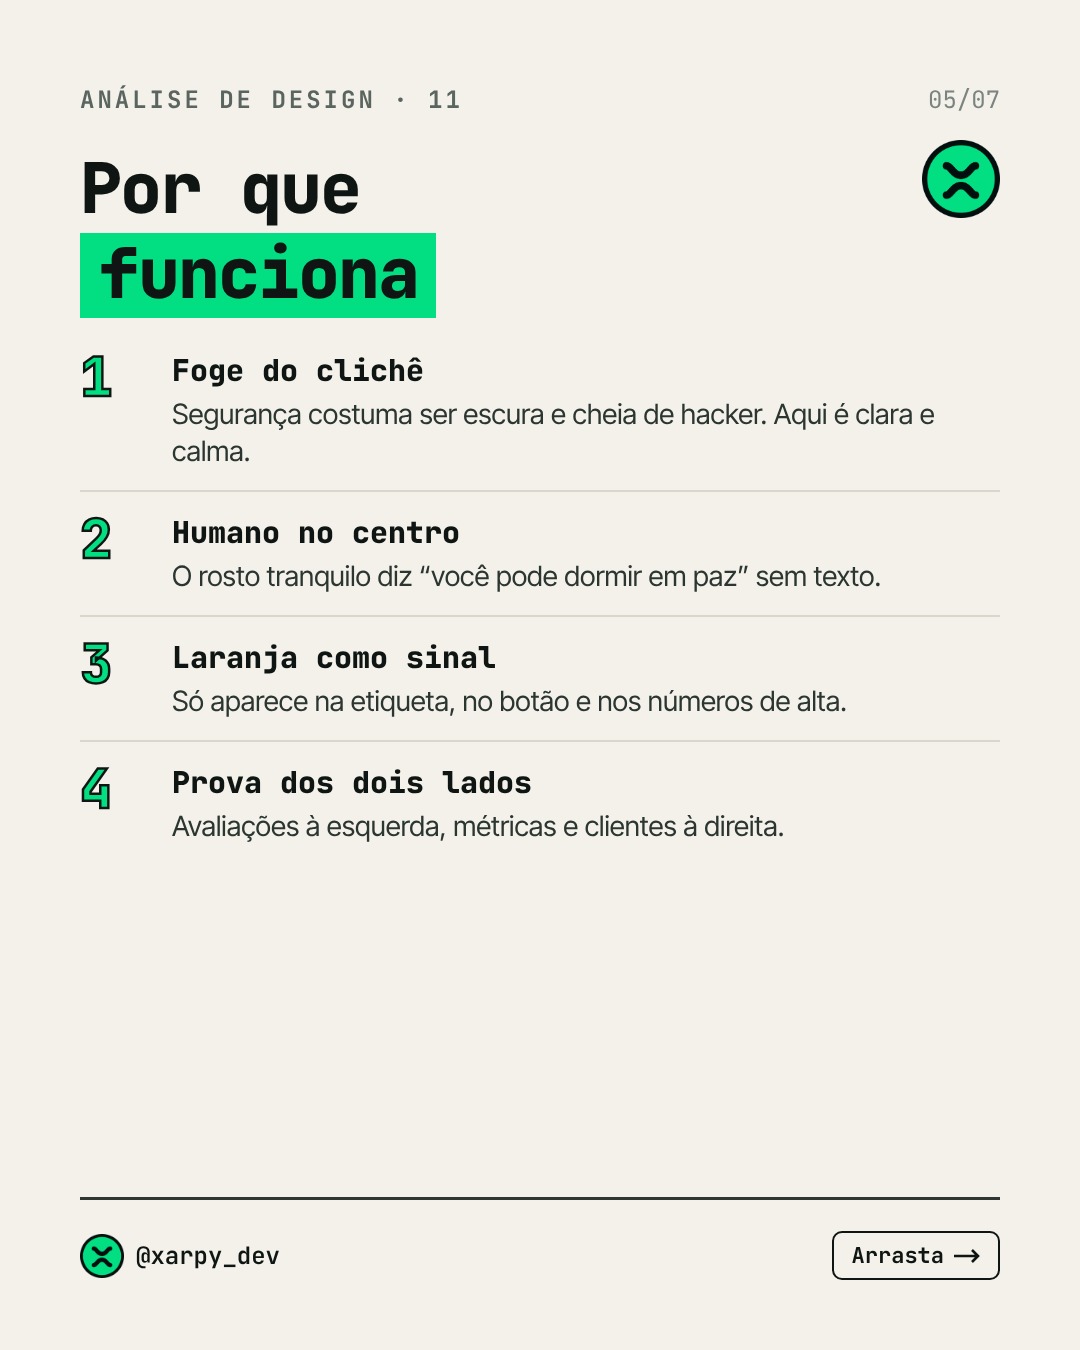 ANÁLISE DE DESIGN · 11
05/07
Por que
funciona
1
Foge do clichê
Segurança costuma ser escura e cheia de hacker. Aqui é clara e
calma.
2
Humano no centro
O rosto tranquilo diz “você pode dormir em paz” sem texto.
3
Laranja como sinal
Só aparece na etiqueta, no botão e nos números de alta.
4
Prova dos dois lados
Avaliações à esquerda, métricas e clientes à direita.
@xarpy_dev
Arrasta →